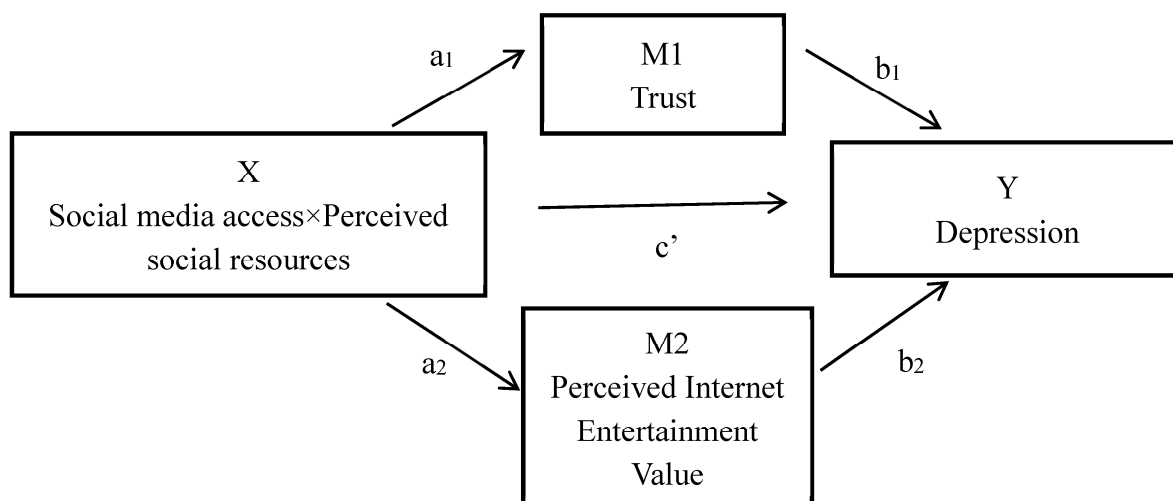 a₁
M1
Trust
b₁
X
Social media access×Perceived
social resources
c’
Y
Depression
a₂
M2
Perceived Internet
Entertainment
Value
b₂